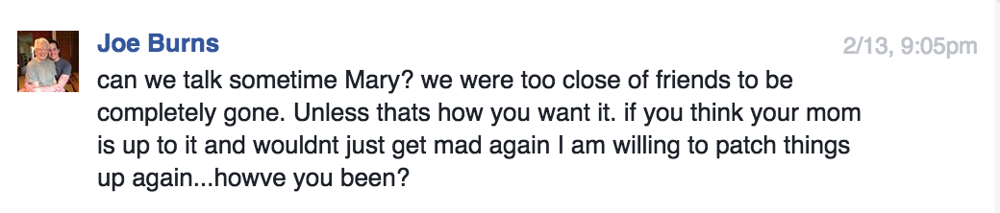 Joe Burns 2/13, 9:05pm
can we talk sometime Mary? we were too close of friends to be
completely gone. Unless thats how you want it. if you think your mom
is up to it and wouldnt just get mad again I am willing to patch things
up again...howve you been?